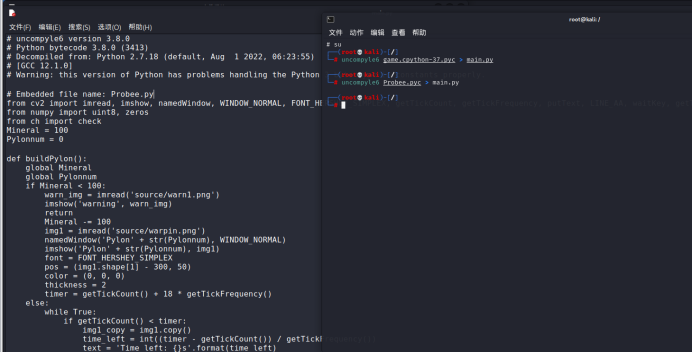 文件(F) 编辑(E) 搜索(S) 选项(O) 帮助(H)
# uncompyle6 version 3.8.0
# Python bytecode 3.8.0 (3413)
# Decompiled from: Python 2.7.18 (default, Aug  1 2022, 06:23:55)
# [GCC 12.1.0]
# Warning: this version of Python has problems handling the Python
# Embedded file name: Probee.py
from cv2 import imread, imshow, namedWindow, WINDOW_NORMAL, FONT_HERS
from numpy import uint8, zeros
from ch import check
Mineral = 100
Pylonnum = 0
def buildPylon():
    global Mineral
    global Pylonnum
    if Mineral < 100:
        warn_img = imread('source/warn1.png')
        imshow('warning', warn_img)
        return
        Mineral -= 100
        img1 = imread('source/warpin.png')
        namedWindow('Pylon' + str(Pylonnum), WINDOW_NORMAL)
        imshow('Pylon' + str(Pylonnum), img1)
        font = FONT_HERSHEY_SIMPLEX
        pos = (img1.shape[1] - 300, 50)
        color = (0, 0, 0)
        thickness = 2
        timer = getTickCount() + 18 * getTickFrequency()
    else:
        while True:
            if getTickCount() < timer:
                img1_copy = img1.copy()
                time_left = int((timer - getTickCount()) / getTick
                text = 'Time left: {}s'.format(time_left)
root@kali: /
文件 动作 编辑 查看 帮助
# su
(root💀kali)-[/]
# uncompyle6 game.cpython-37.pyc > main.py
(root💀kali)-[/]
# uncompyle6 Probee.pyc > main.py
(root💀kali)-[/]
#